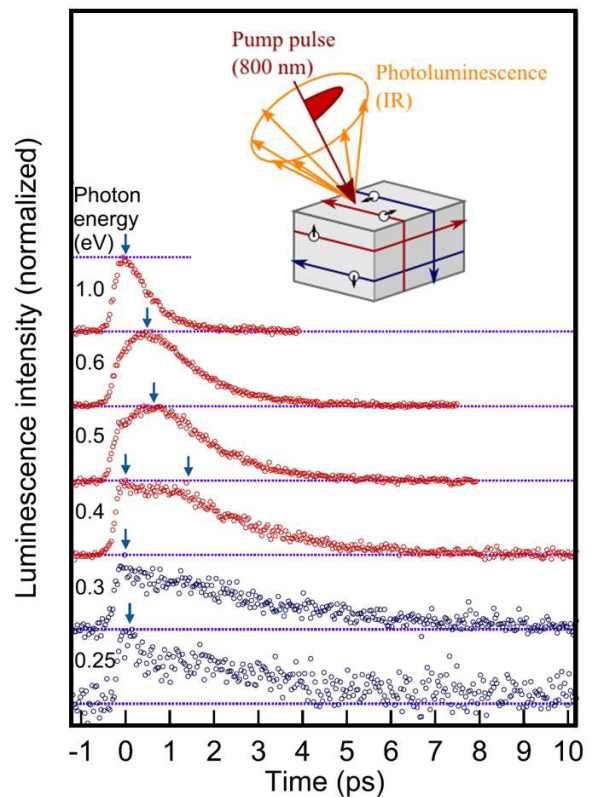 Pump pulse
(800 nm)
Photoluminescence
(IR)
Luminescence intensity (normalized)
Photon
energy
(eV)
1.0
0.6
0.5
0.4
0.3
0.25
-1 0 1 2 3 4 5 6 7 8 9 10
Time (ps)